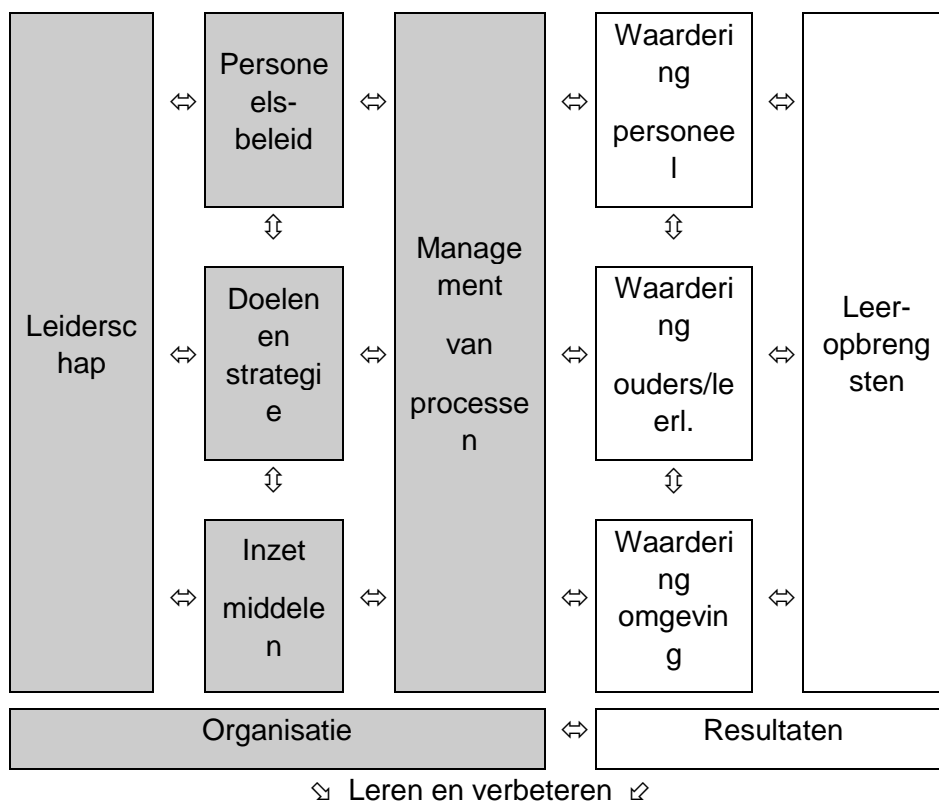 Leidersc
hap
Persone
els-
beleid
Doelen
en
strategi
e
Inzet
middele
n
Manage
ment
van
processe
n
Waarderi
ng
personee
l
Waarderi
ng
ouders/le
erl.
Waarderi
ng
omgevin
g
Leer-
opbreng
sten
Organisatie
Resultaten
Leren en verbeteren